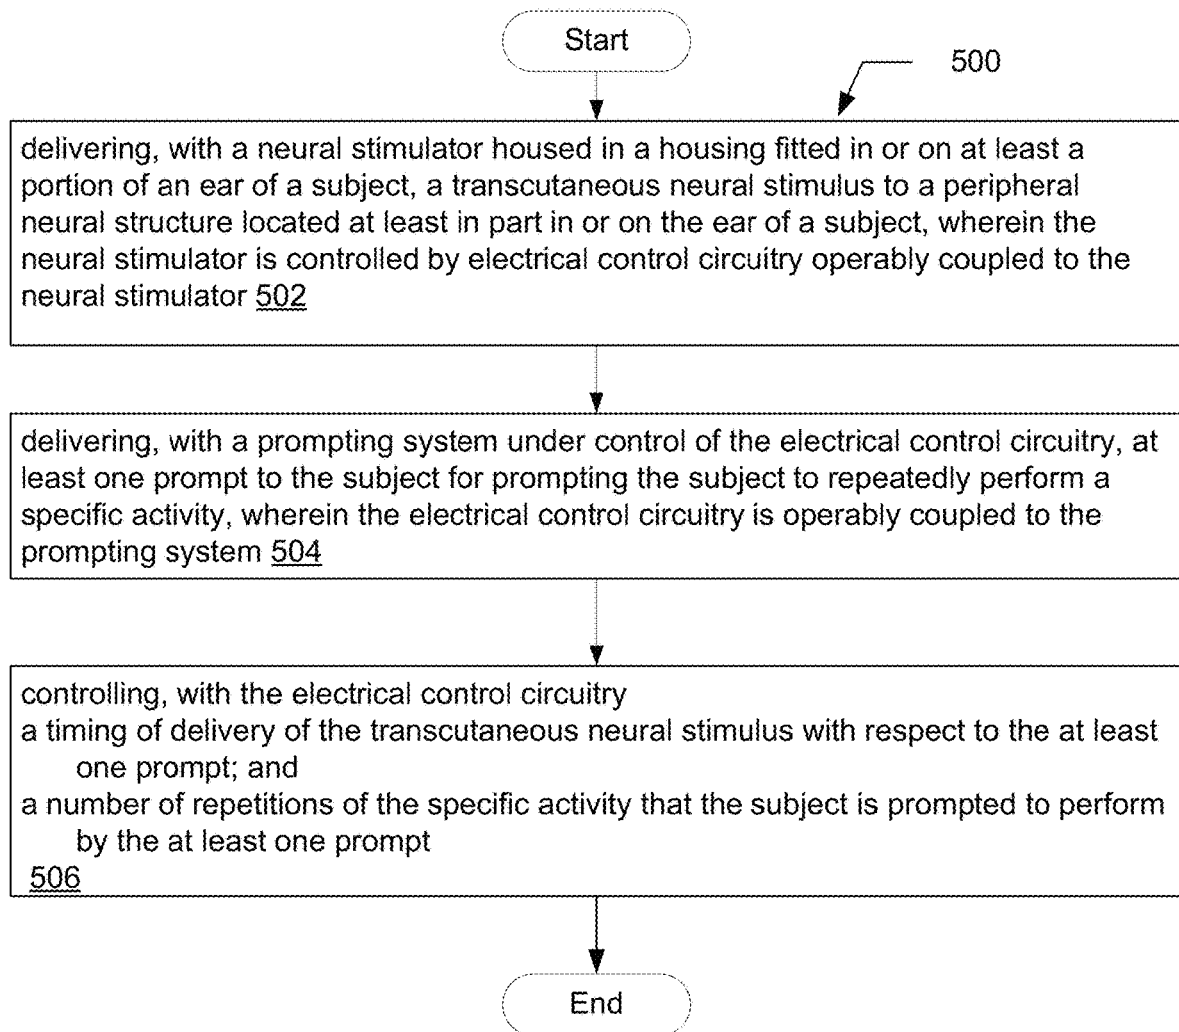 Start
500
delivering, with a neural stimulator housed in a housing fitted in or on at least a
portion of an ear of a subject, a transcutaneous neural stimulus to a peripheral
neural structure located at least in part in or on the ear of a subject, wherein the
neural stimulator is controlled by electrical control circuitry operably coupled to the
neural stimulator 502
delivering, with a prompting system under control of the electrical control circuitry, at
least one prompt to the subject for prompting the subject to repeatedly perform a
specific activity, wherein the electrical control circuitry is operably coupled to the
prompting system 504
controlling, with the electrical control circuitry
a timing of delivery of the transcutaneous neural stimulus with respect to the at least
one prompt; and
a number of repetitions of the specific activity that the subject is prompted to perform
by the at least one prompt
506
End